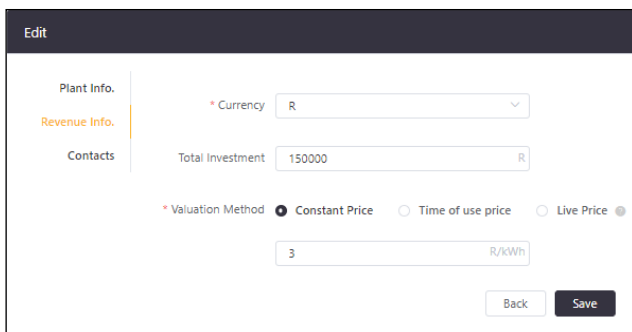 Edit
Plant Info.
* Currency R
Revenue Info.
Contacts
Total Investment 150000 R
* Valuation Method Constant Price Time of use price Live Price ?
3 R/kWh
Back Save